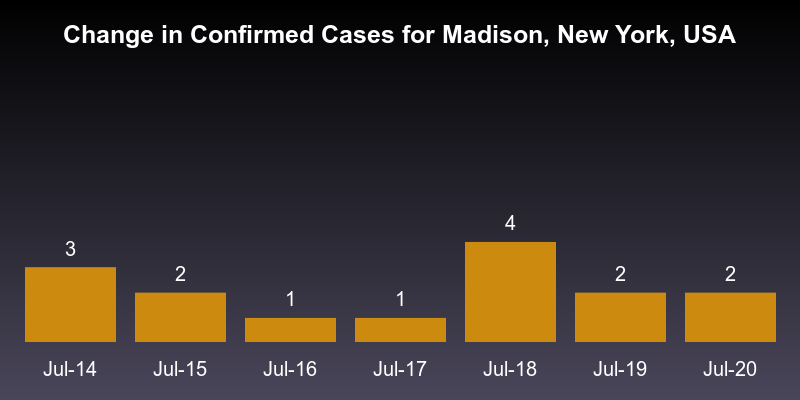 Change in Confirmed Cases for Madison, New York, USA
3
2
1
1
4
2
2
Jul-14
Jul-15
Jul-16
Jul-17
Jul-18
Jul-19
Jul-20